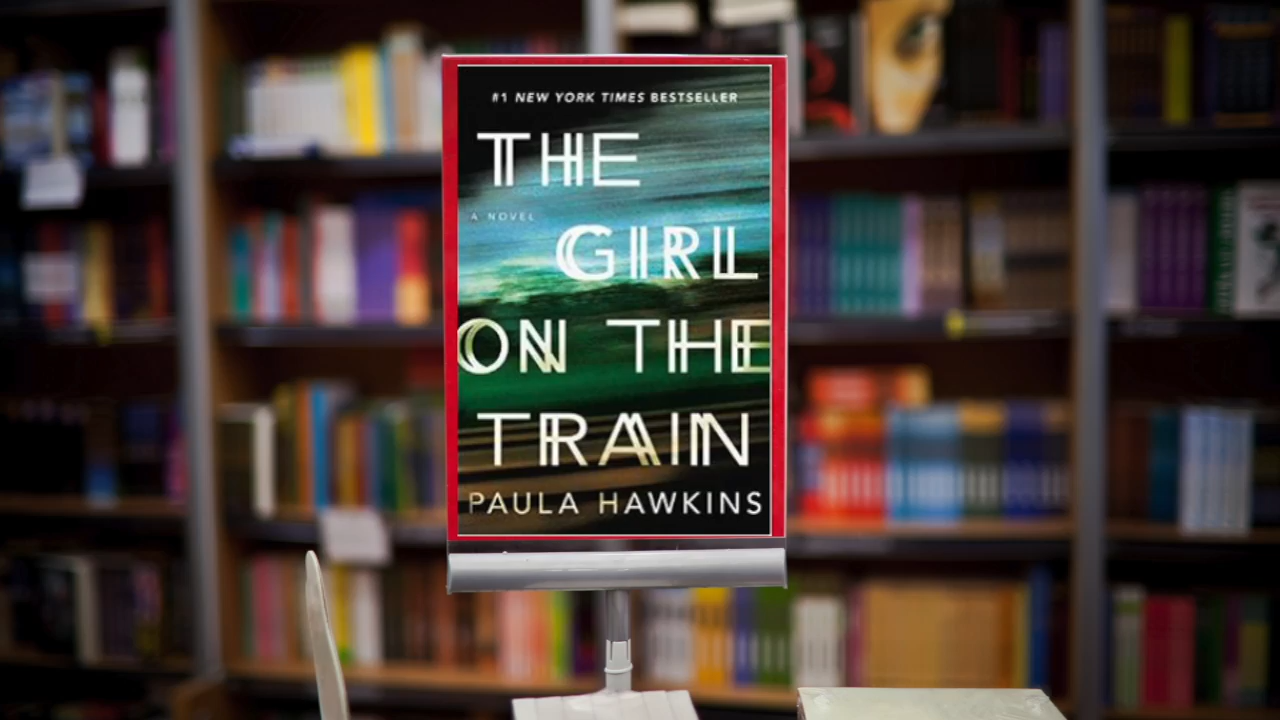 #1 NEW YORK TIMES BESTSELLER
THE
A NOVEL
GIRL
ON THE
TRAIN
PAULA HAWKINS